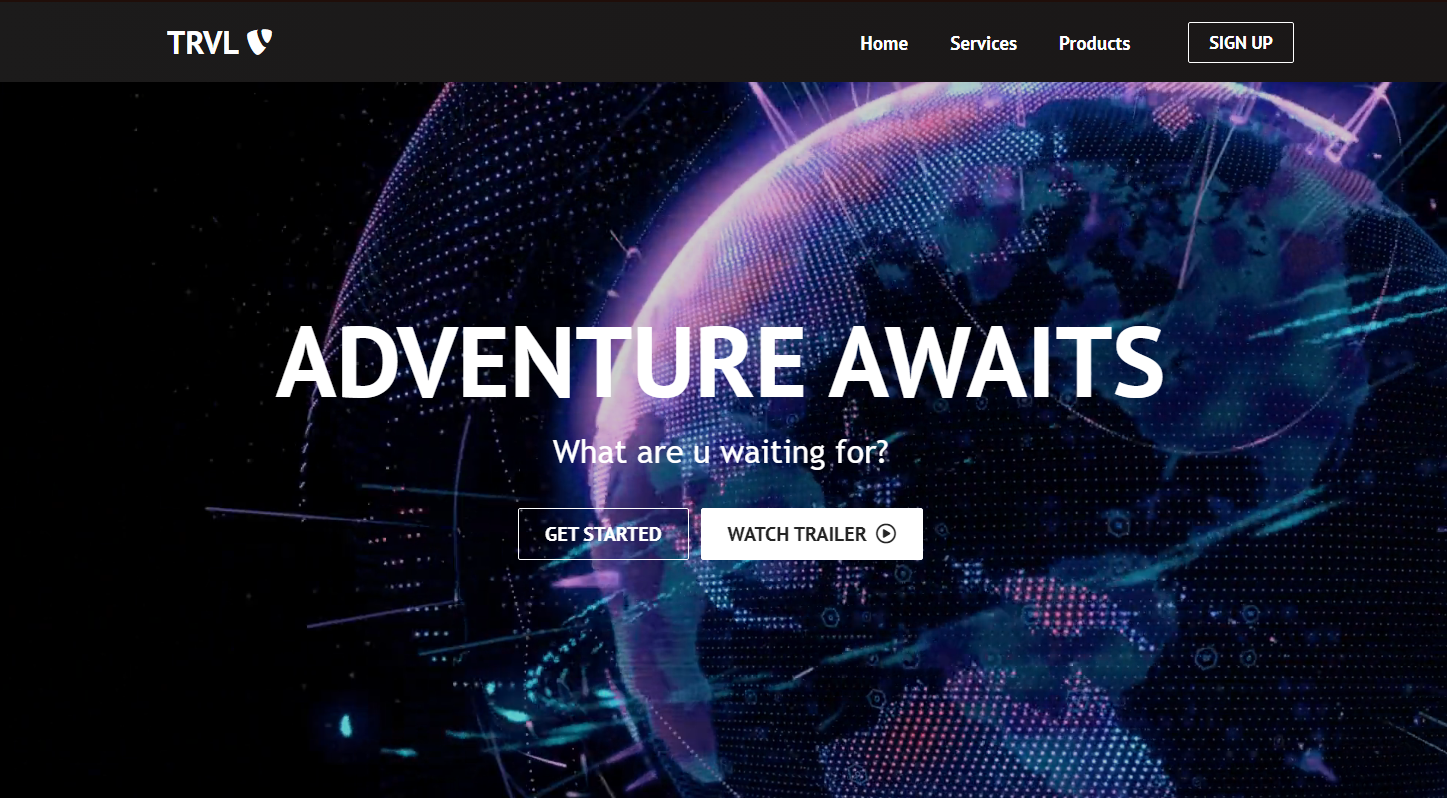 TRVL
Home Services Products SIGN UP
ADVENTURE AWAITS
What are u waiting for?
GET STARTED WATCH TRAILER